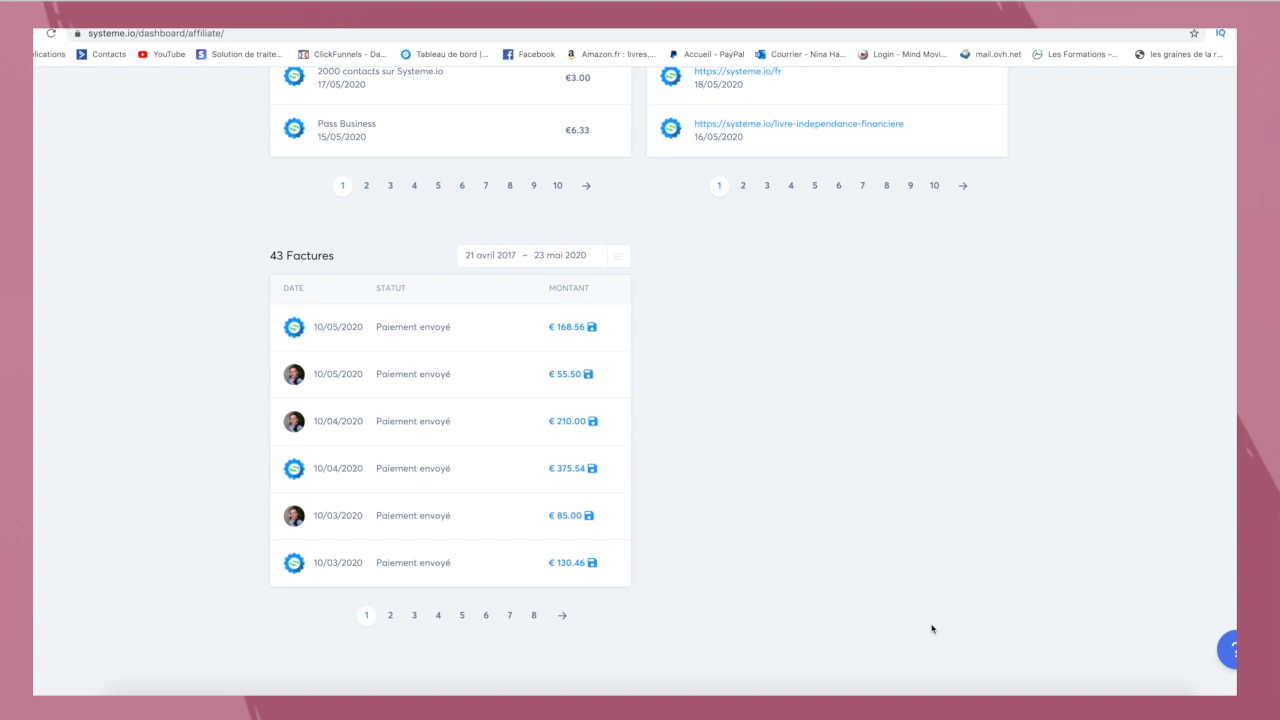 systeme.io/dashboard/affiliate/
IQ
lications Contacts YouTube Solution de traite... ClickFunnels - Da... Tableau de bord |... Facebook Amazon.fr : livres,... Accueil - PayPal Courrier - Nina Ha... Login - Mind Movi... mail.ovh.net Les Formations –... les graines de la r...
2000 contacts sur Systeme.io
17/05/2020
€3.00
https://systeme.io/fr
18/05/2020
Pass Business
15/05/2020
€6.33
https://systeme.io/livre-independance-financiere
16/05/2020
1 2 3 4 5 6 7 8 9 10 →
1 2 3 4 5 6 7 8 9 10 →
43 Factures
21 avril 2017 – 23 mai 2020
DATE STATUT MONTANT
10/05/2020 Paiement envoyé € 168.56
10/05/2020 Paiement envoyé € 55.50
10/04/2020 Paiement envoyé € 210.00
10/04/2020 Paiement envoyé € 375.54
10/03/2020 Paiement envoyé € 85.00
10/03/2020 Paiement envoyé € 130.46
1 2 3 4 5 6 7 8 →
?